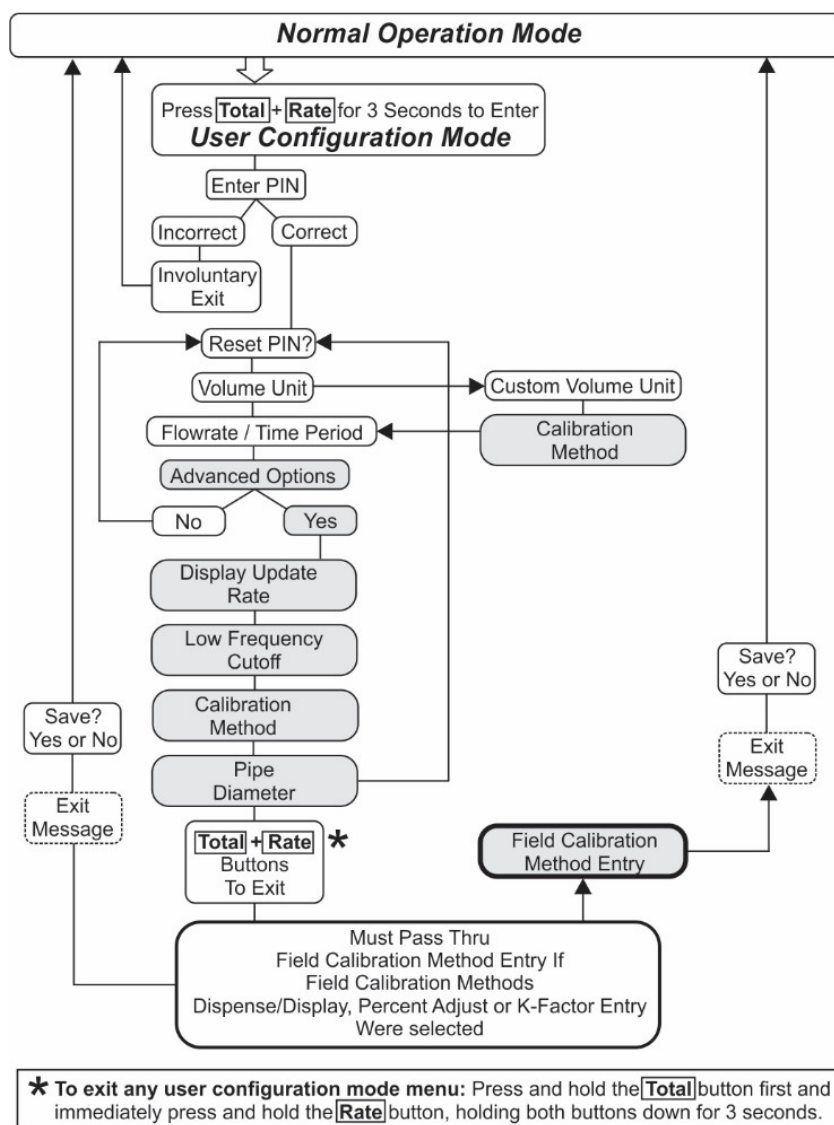 Normal Operation Mode
Press Total + Rate for 3 Seconds to Enter
User Configuration Mode
Enter PIN
Incorrect
Correct
Involuntary
Exit
Reset PIN?
Volume Unit
Custom Volume Unit
Flowrate / Time Period
Calibration
Method
Advanced Options
No
Yes
Display Update
Rate
Low Frequency
Cutoff
Calibration
Method
Pipe
Diameter
Save?
Yes or No
Exit
Message
Total + Rate *
Buttons
To Exit
Save?
Yes or No
Exit
Message
Field Calibration
Method Entry
Must Pass Thru
Field Calibration Method Entry If
Field Calibration Methods
Dispense/Display, Percent Adjust or K-Factor Entry
Were selected
* To exit any user configuration mode menu: Press and hold the Total button first and
immediately press and hold the Rate button, holding both buttons down for 3 seconds.